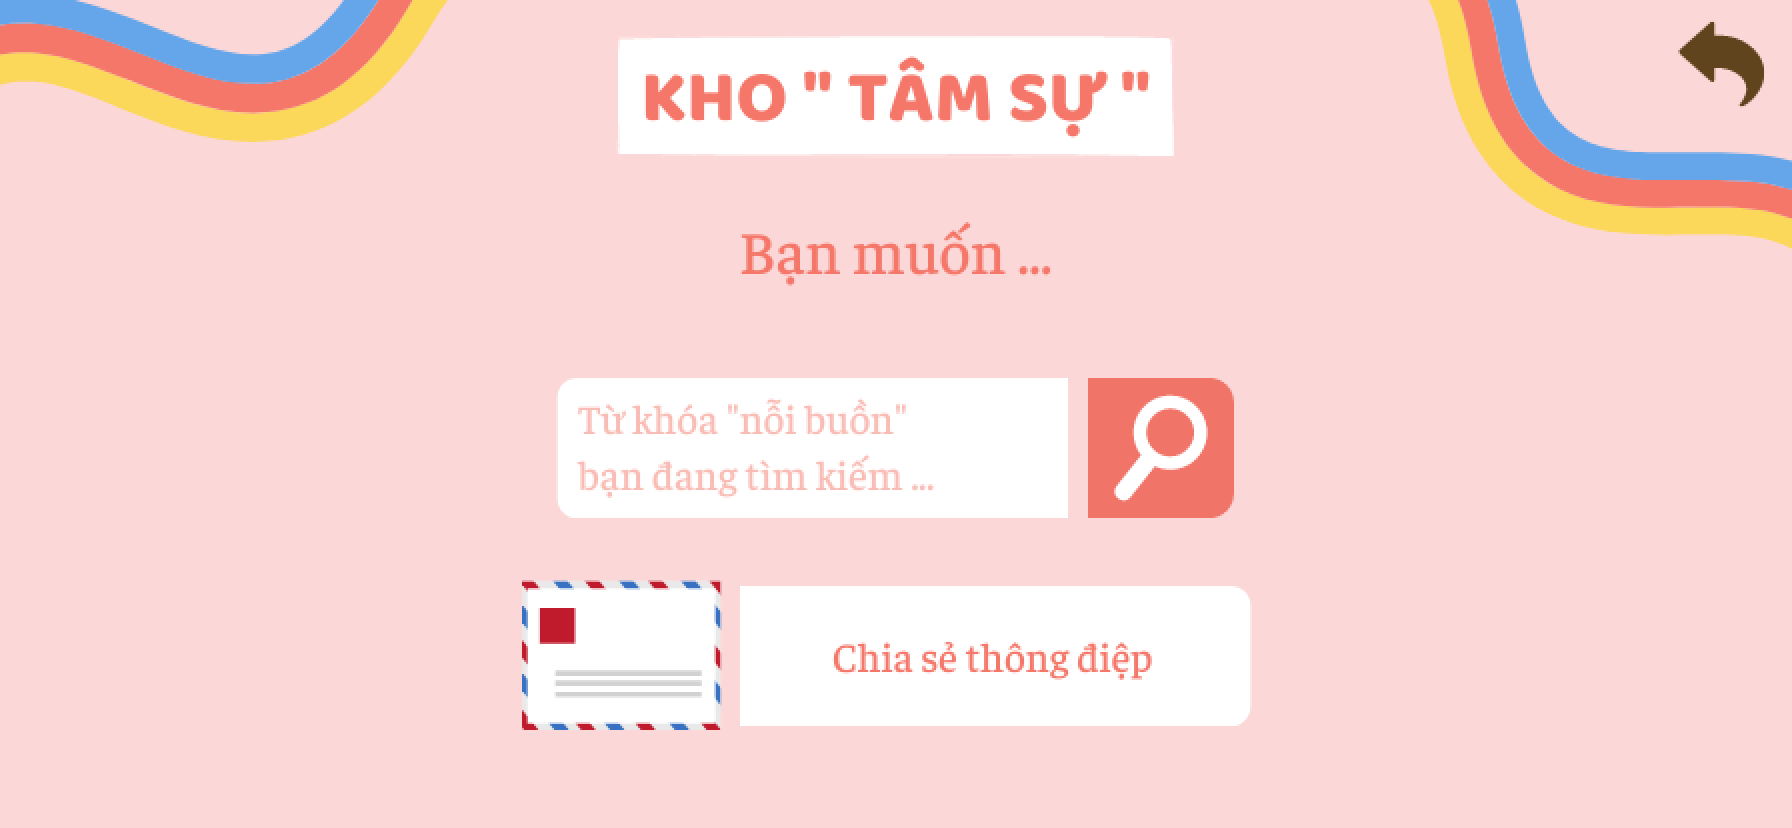 KHO " TÂM SỰ "
Bạn muốn ...
Từ khóa "nỗi buồn"
bạn đang tìm kiếm ...
Chia sẻ thông điệp